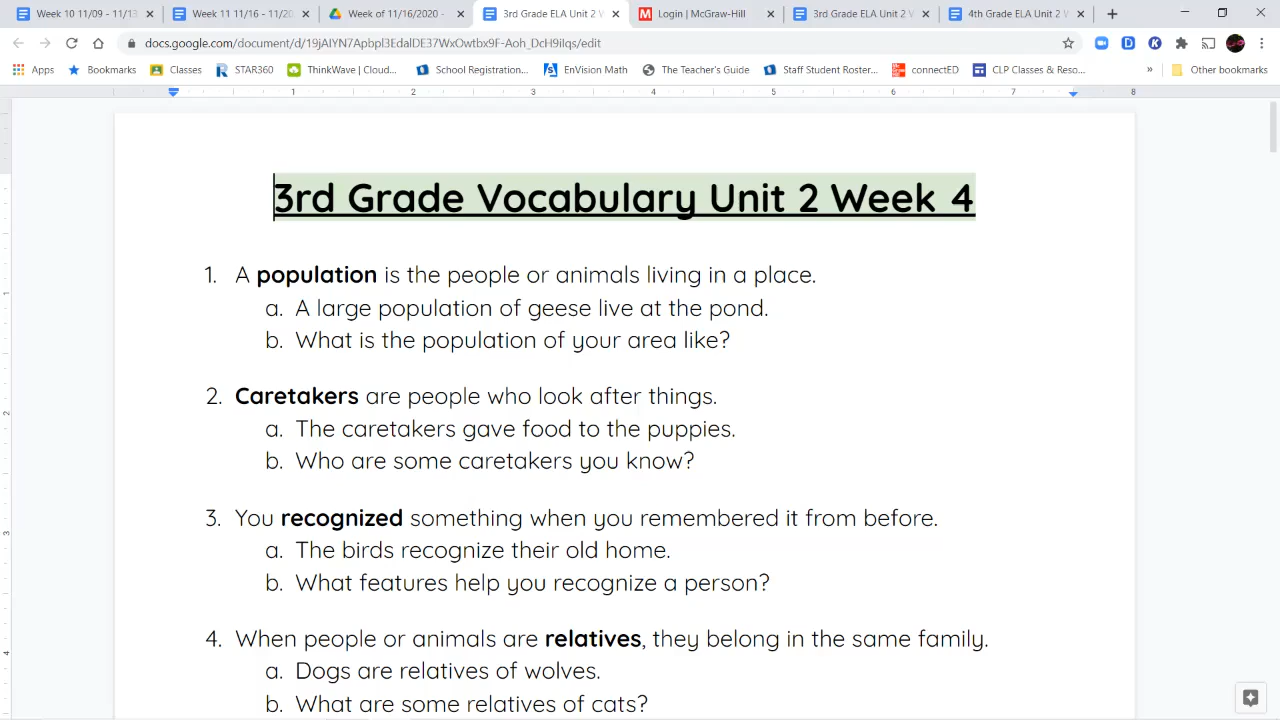 Week 10 11/09 - 11/13
Week 11 11/16 - 11/20
Week of 11/16/2020 -
3rd Grade ELA Unit 2 W
Login | McGraw-Hill
3rd Grade ELA Unit 2 V
4th Grade ELA Unit 2 V
Apps
Bookmarks
Classes
STAR360
ThinkWave | Cloud...
School Registration...
EnVision Math
The Teacher's Guide
Staff Student Roster...
connectED
CLP Classes & Reso...
»
Other bookmarks
1 2 3 4 5 6 7 8
3rd Grade Vocabulary Unit 2 Week 4
1. A population is the people or animals living in a place.
a. A large population of geese live at the pond.
b. What is the population of your area like?
2. Caretakers are people who look after things.
a. The caretakers gave food to the puppies.
b. Who are some caretakers you know?
3. You recognized something when you remembered it from before.
a. The birds recognize their old home.
b. What features help you recognize a person?
4. When people or animals are relatives, they belong in the same family.
a. Dogs are relatives of wolves.
b. What are some relatives of cats?